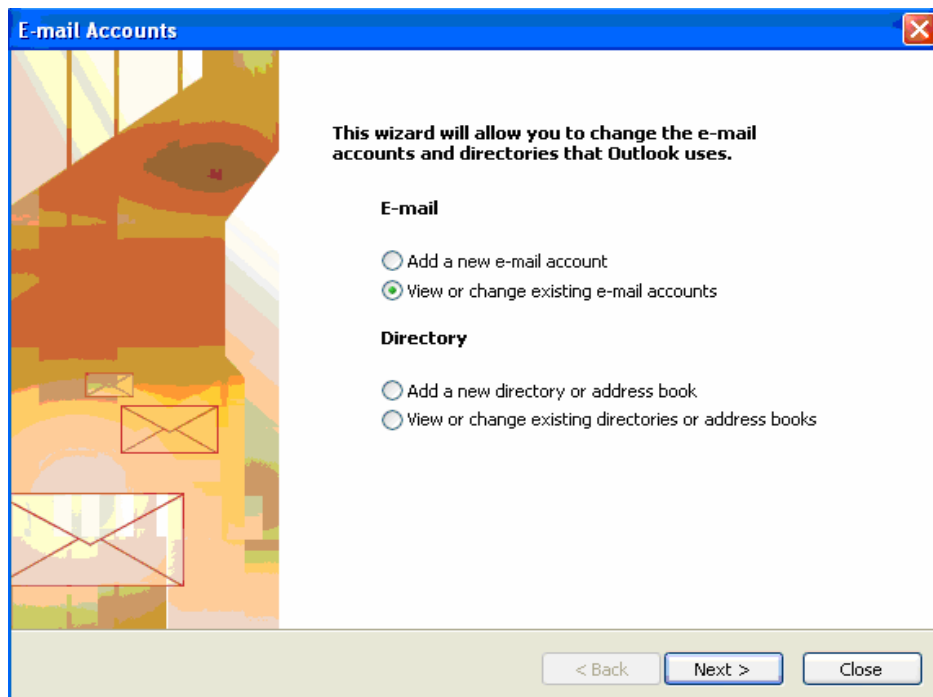 E-mail Accounts
This wizard will allow you to change the e-mail
accounts and directories that Outlook uses.
E-mail
Add a new e-mail account
View or change existing e-mail accounts
Directory
Add a new directory or address book
View or change existing directories or address books
< Back Next > Close